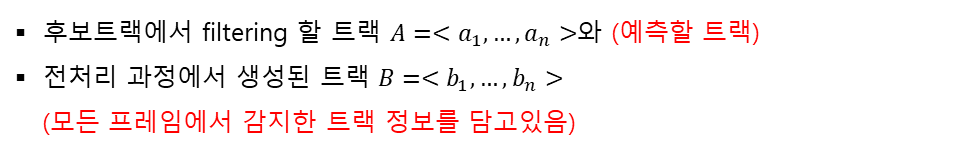 ▪ 후보트랙에서 filtering 할 트랙 A =< a₁, … , aₙ >와 (예측할 트랙)
▪ 전처리 과정에서 생성된 트랙 B =< b₁, … , bₙ >
(모든 프레임에서 감지한 트랙 정보를 담고있음)